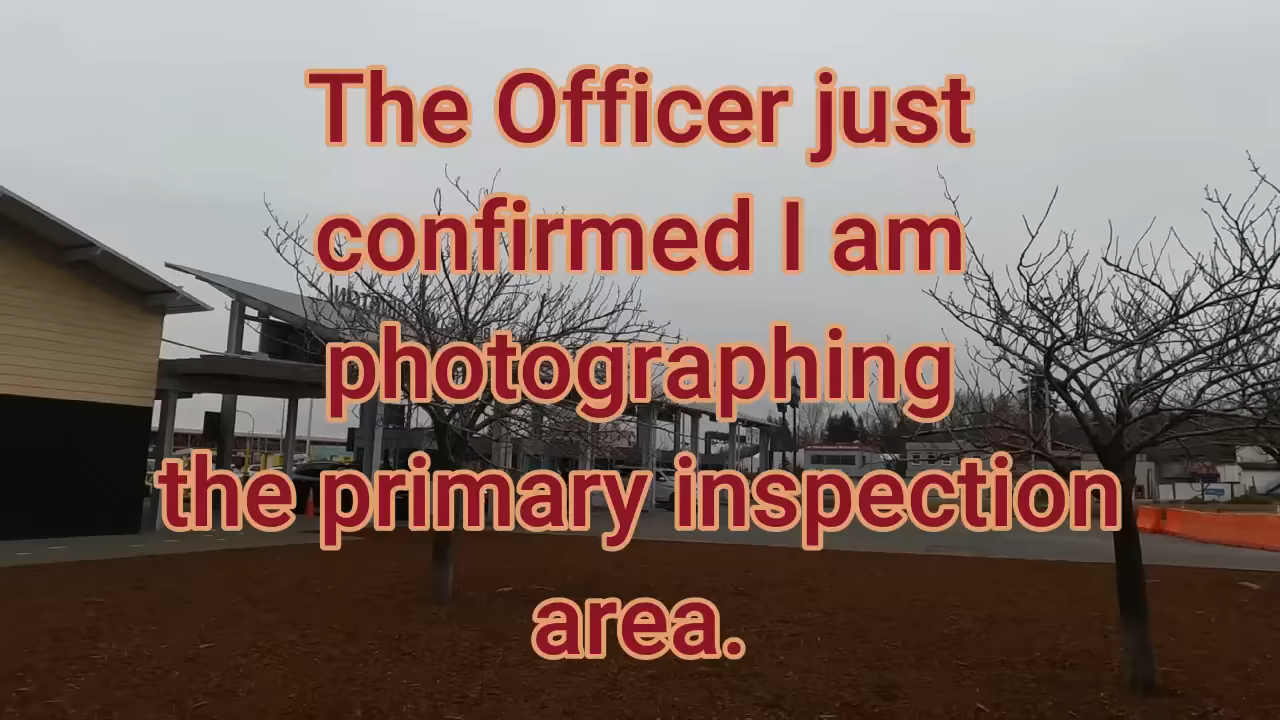 The Officer just
confirmed I am
photographing
the primary inspection
area.